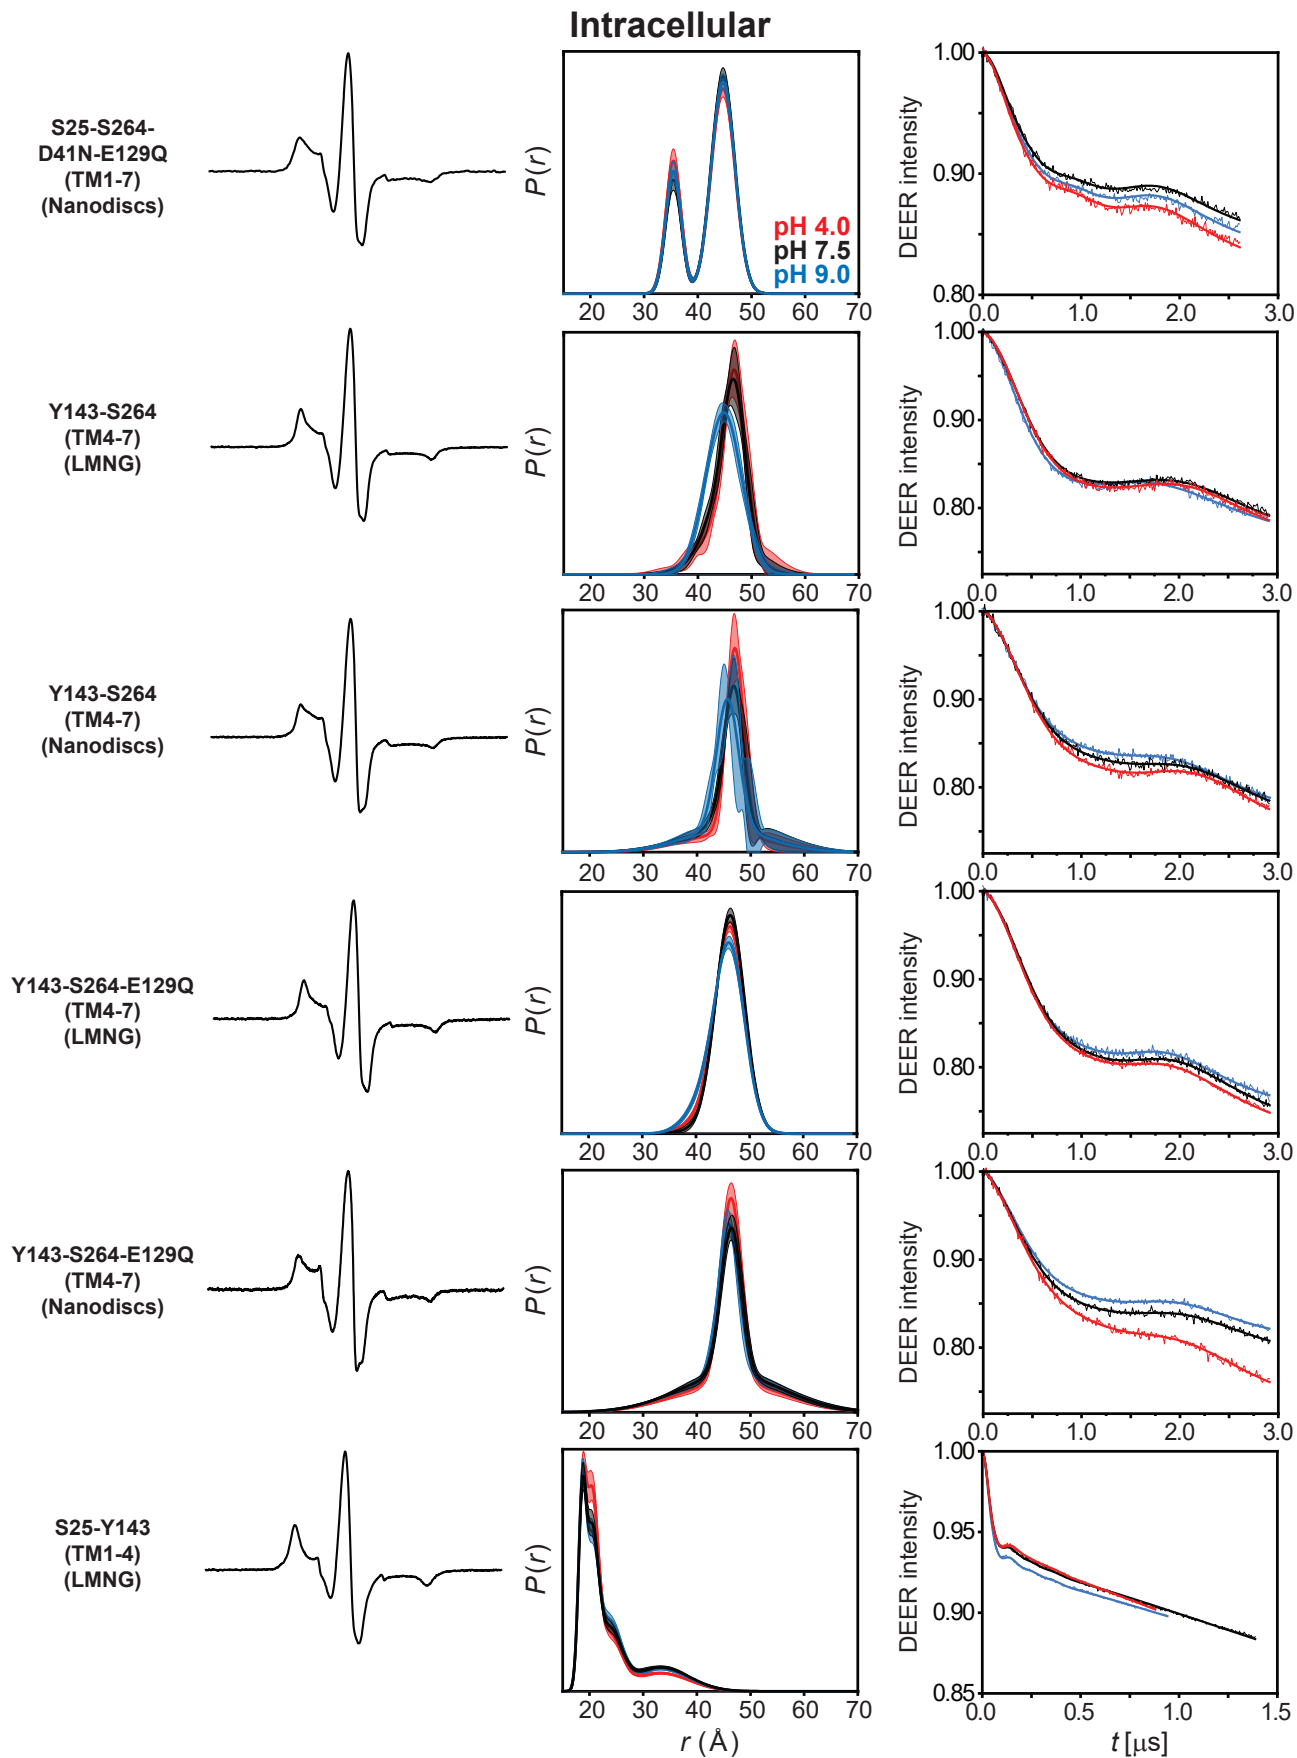 Intracellular
S25-S264-
D41N-E129Q
(TM1-7)
(Nanodiscs)
P(r)
pH 4.0
pH 7.5
pH 9.0
20 30 40 50 60 70
DEER intensity
1.00
0.90
0.80
0.0 1.0 2.0 3.0
Y143-S264
(TM4-7)
(LMNG)
P(r)
20 30 40 50 60 70
DEER intensity
1.00
0.90
0.80
0.0 1.0 2.0 3.0
Y143-S264
(TM4-7)
(Nanodiscs)
P(r)
20 30 40 50 60 70
DEER intensity
1.00
0.90
0.80
0.0 1.0 2.0 3.0
Y143-S264-E129Q
(TM4-7)
(LMNG)
P(r)
20 30 40 50 60 70
DEER intensity
1.00
0.90
0.80
0.0 1.0 2.0 3.0
Y143-S264-E129Q
(TM4-7)
(Nanodiscs)
P(r)
20 30 40 50 60 70
DEER intensity
1.00
0.90
0.80
0.0 1.0 2.0 3.0
S25-Y143
(TM1-4)
(LMNG)
P(r)
20 30 40 50 60 70
r (Å)
DEER intensity
1.00
0.95
0.90
0.85
0.0 0.5 1.0 1.5
t [µs]